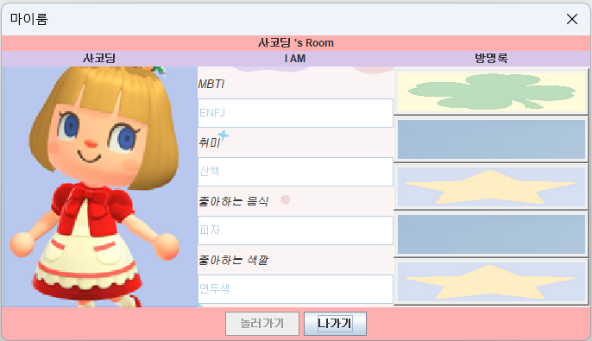 마이룸
사코딩 's Room
사코딩
I AM
방명록
MBTI
ENFJ
취미
산책
좋아하는 음식
피자
좋아하는 색깔
연두색
놀러가기
나가기